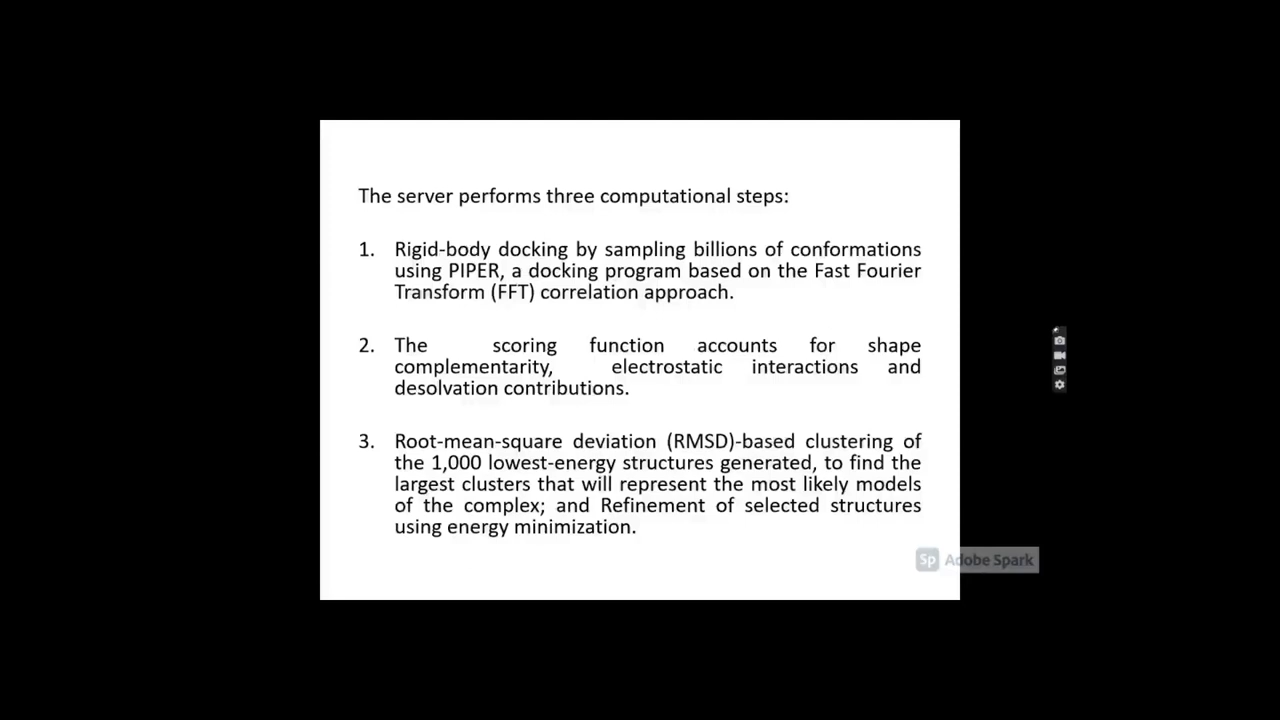 The server performs three computational steps:
1. Rigid-body docking by sampling billions of conformations
using PIPER, a docking program based on the Fast Fourier
Transform (FFT) correlation approach.
2. The scoring function accounts for shape
complementarity, electrostatic interactions and
desolvation contributions.
3. Root-mean-square deviation (RMSD)-based clustering of
the 1,000 lowest-energy structures generated, to find the
largest clusters that will represent the most likely models
of the complex; and Refinement of selected structures
using energy minimization.
Sp Adobe Spark